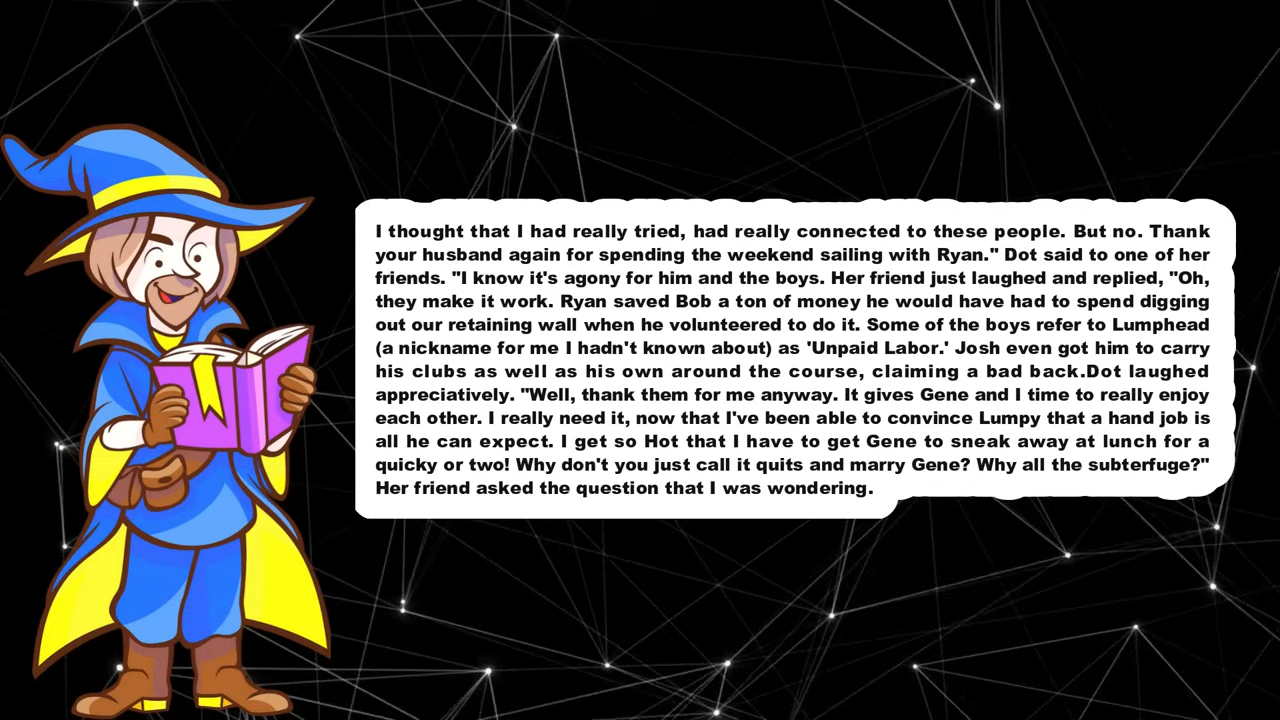 I thought that I had really tried, had really connected to these people. But no. Thank
your husband again for spending the weekend sailing with Ryan." Dot said to one of her
friends. "I know it's agony for him and the boys. Her friend just laughed and replied, "Oh,
they make it work. Ryan saved Bob a ton of money he would have had to spend digging
out our retaining wall when he volunteered to do it. Some of the boys refer to Lumphead
(a nickname for me I hadn't known about) as 'Unpaid Labor.' Josh even got him to carry
his clubs as well as his own around the course, claiming a bad back.Dot laughed
appreciatively. "Well, thank them for me anyway. It gives Gene and I time to really enjoy
each other. I really need it, now that I've been able to convince Lumpy that a hand job is
all he can expect. I get so Hot that I have to get Gene to sneak away at lunch for a
quicky or two! Why don't you just call it quits and marry Gene? Why all the subterfuge?"
Her friend asked the question that I was wondering.